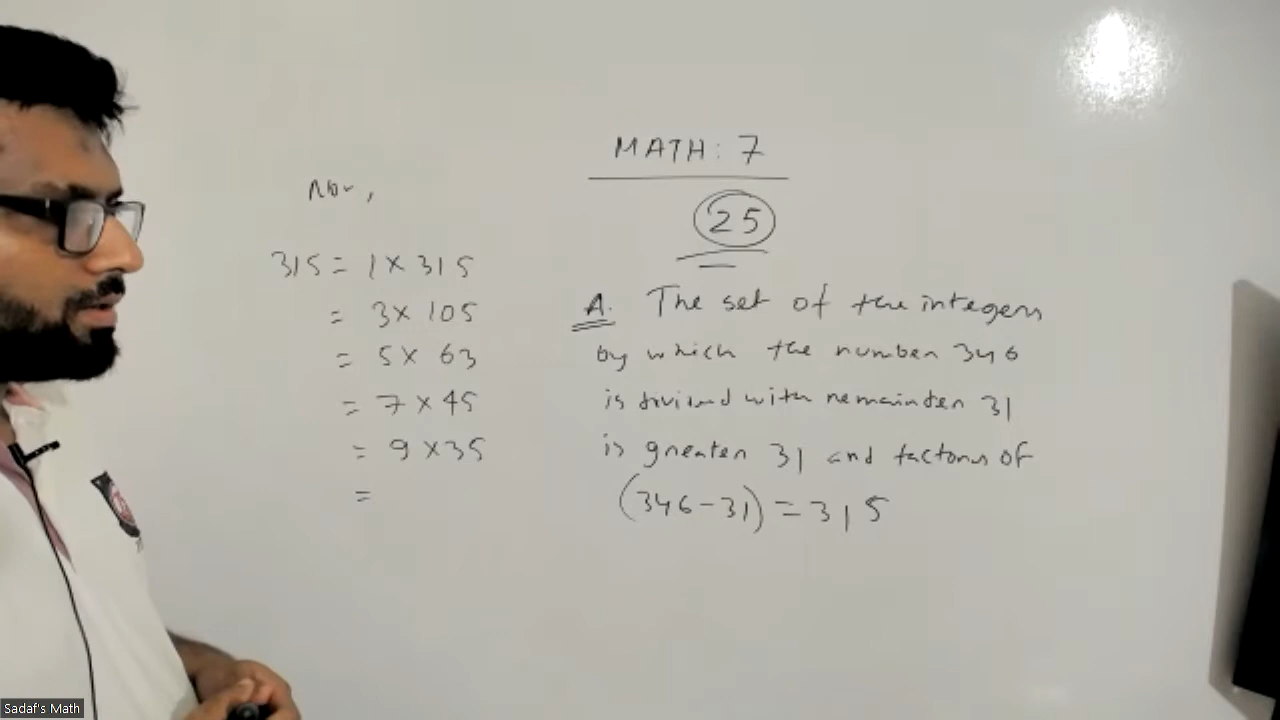 MATH: 7
25
Now,
315 = 1 × 315
= 3 × 105
= 5 × 63
= 7 × 45
= 9 × 35
=
A. The set of the integers
by which the number 346
is divided with remainder 31
is greater 31 and factors of
(346-31) = 315
Sadaf's Math